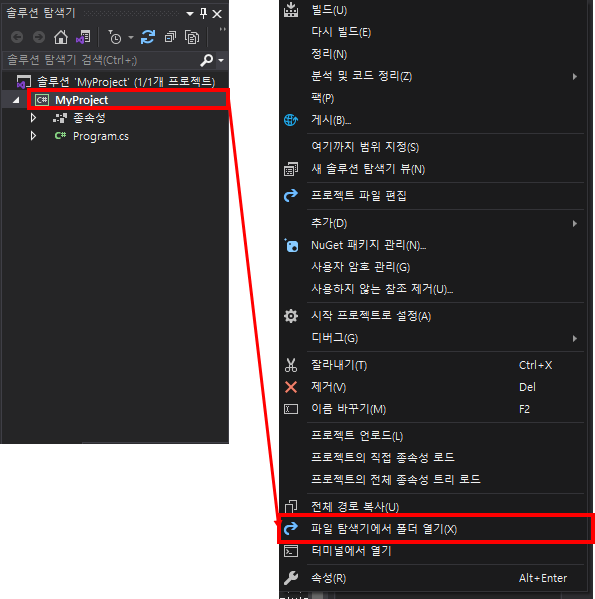 솔루션 탐색기
솔루션 탐색기 검색(Ctrl+;)
솔루션 'MyProject' (1/1개 프로젝트)
C# MyProject
종속성
C# Program.cs
빌드(U)
다시 빌드(E)
정리(N)
분석 및 코드 정리(Z)
팩(P)
게시(B)...
여기까지 범위 지정(S)
새 솔루션 탐색기 뷰(N)
프로젝트 파일 편집
추가(D)
NuGet 패키지 관리(N)...
사용자 암호 관리(G)
사용하지 않는 참조 제거(U)...
시작 프로젝트로 설정(A)
디버그(G)
잘라내기(T) Ctrl+X
제거(V) Del
이름 바꾸기(M) F2
프로젝트 언로드(L)
프로젝트의 직접 종속성 로드
프로젝트의 전체 종속성 트리 로드
전체 경로 복사(U)
파일 탐색기에서 폴더 열기(X)
터미널에서 열기
속성(R) Alt+Enter